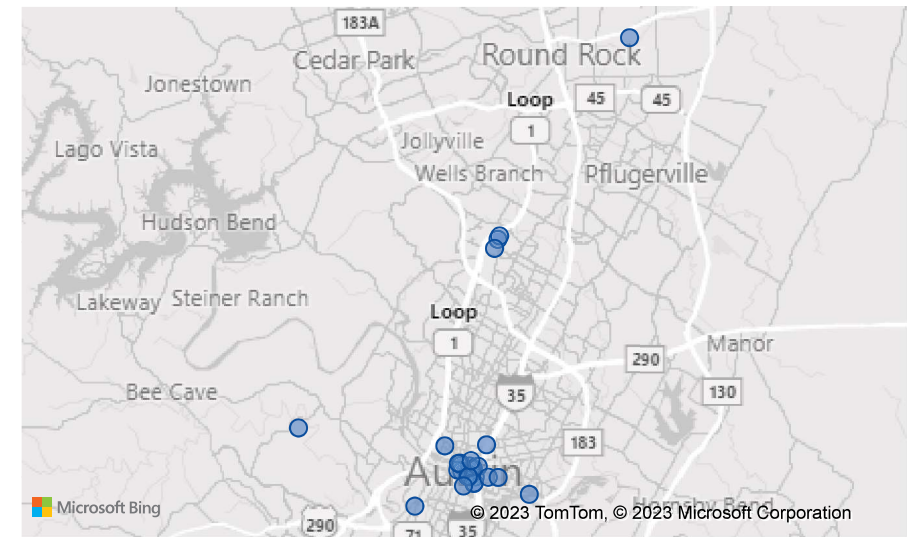 183A
Cedar Park
Round Rock
Jonestown
Loop
45
45
1
Jollyville
Lago Vista
Wells Branch
Pflugerville
Hudson Bend
Lakeway
Steiner Ranch
Loop
1
Manor
290
Bee Cave
35
130
183
Austin
Hornsby Bend
Microsoft Bing
© 2023 TomTom, © 2023 Microsoft Corporation
290
71
35